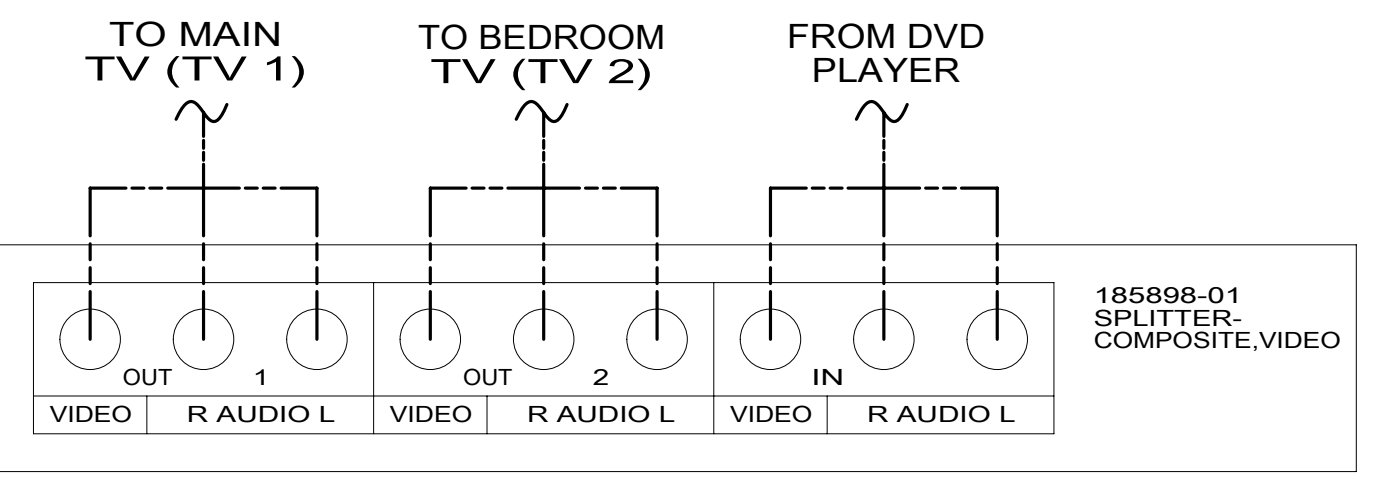 TO MAIN
TV (TV 1)
TO BEDROOM
TV (TV 2)
FROM DVD
PLAYER
185898-01
SPLITTER-
COMPOSITE,VIDEO
OUT 1
OUT 2
IN
VIDEO
R AUDIO L
VIDEO
R AUDIO L
VIDEO
R AUDIO L